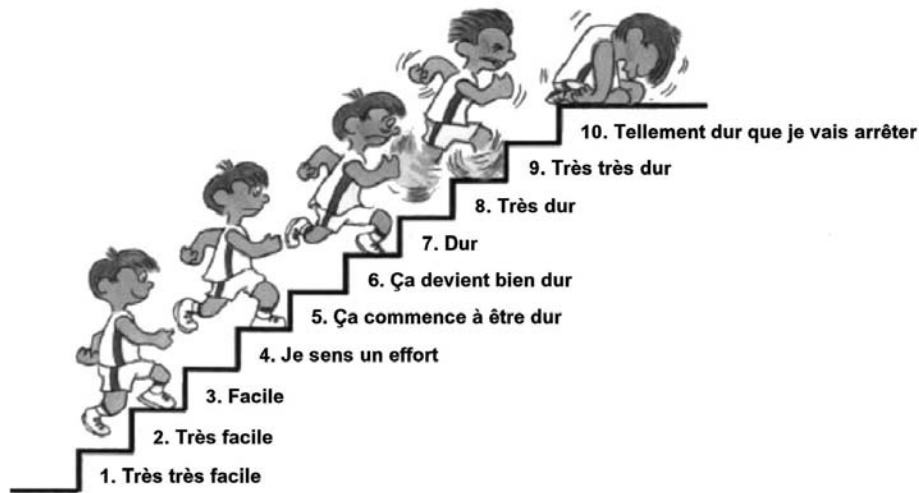 10. Tellement dur que je vais arrêter
9. Très très dur
8. Très dur
7. Dur
6. Ça devient bien dur
5. Ça commence à être dur
4. Je sens un effort
3. Facile
2. Très facile
1. Très très facile